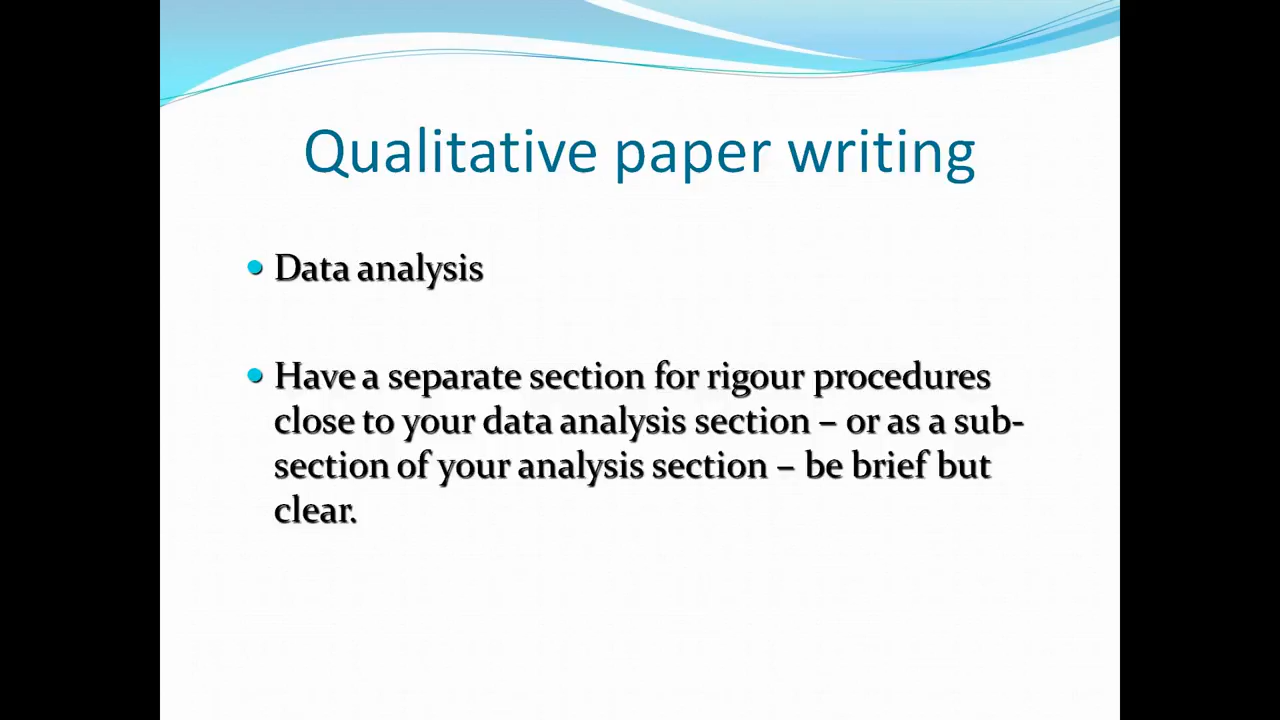 Qualitative paper writing
• Data analysis
• Have a separate section for rigour procedures
close to your data analysis section – or as a sub-
section of your analysis section – be brief but
clear.